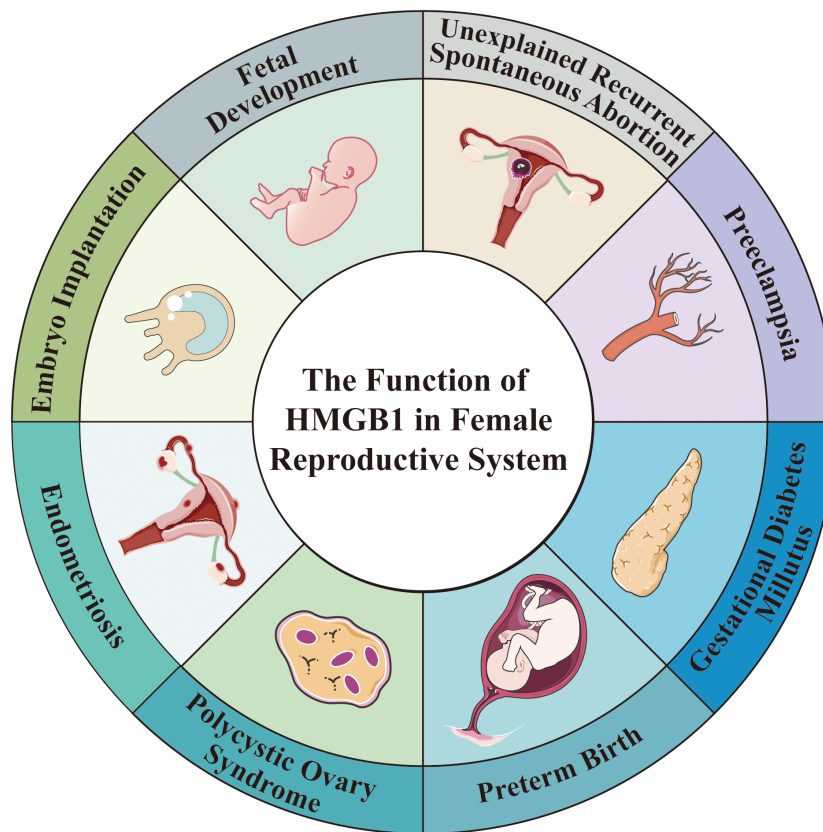 The Function of
HMGB1 in Female
Reproductive System
Unexplained Recurrent
Spontaneous Abortion
Preeclampsia
Gestational Diabetes
Millutus
Preterm Birth
Polycystic Ovary
Syndrome
Endometriosis
Embryo Implantation
Fetal
Development